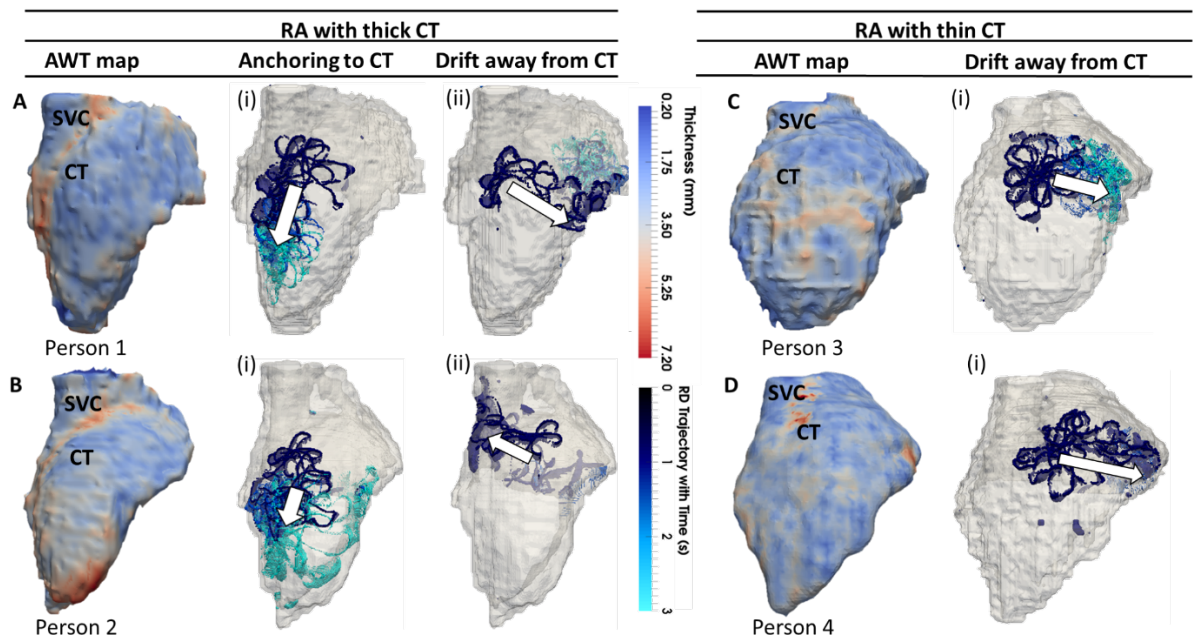 RA with thick CT
RA with thin CT
AWT map
Anchoring to CT
Drift away from CT
AWT map
Drift away from CT
A
SVC
CT
(i)
(ii)
0.20
1.75
3.50
5.25
7.20
Thickness (mm)
C
SVC
CT
(i)
Person 1
Person 3
B
SVC
CT
(i)
(ii)
0
1
2
3
RD Trajectory with Time (s)
D
SVC
CT
(i)
Person 2
Person 4